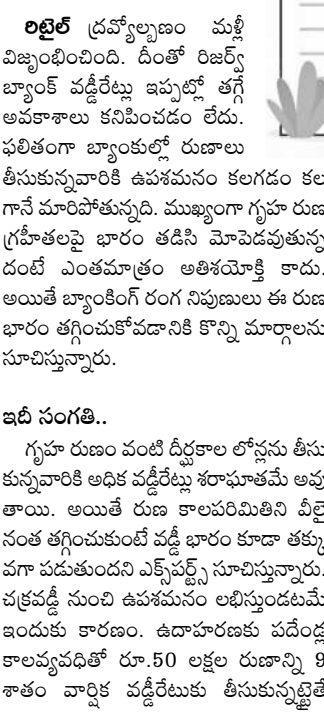 రిటైల్ ద్రవ్యోల్బణం మళ్లీ
విజృంభించింది. దీంతో రిజర్వ్
బ్యాంక్ వడ్డీరేట్లు ఇప్పట్లో తగ్గే
అవకాశాలు కనిపించడం లేదు.
ఫలితంగా బ్యాంకుల్లో రుణాలు
తీసుకున్నవారికి ఉపశమనం కలగడం కల
గానే మారిపోతున్నది. ముఖ్యంగా గృహ రుణ
గ్రహీతలపై భారం తడిసి మోపెడవుతున్న
దంటే ఎంతమాత్రం అతిశయోక్తి కాదు.
అయితే బ్యాంకింగ్ రంగ నిపుణులు ఈ రుణ
భారం తగ్గించుకోవడానికి కొన్ని మార్గాలను
సూచిస్తున్నారు.
ఇదీ సంగతి..
గృహ రుణం వంటి దీర్ఘకాల లోన్లను తీసు
కున్నవారికి అధిక వడ్డీరేట్లు శరాఘాతమే అవు
తాయి. అయితే రుణ కాలపరిమితిని వీలై
నంత తగ్గించుకుంటే వడ్డీ భారం కూడా తక్కు
వగా పడుతుందని ఎక్స్‌పర్ట్స్ సూచిస్తున్నారు.
చక్రవడ్డీ నుంచి ఉపశమనం లభిస్తుండటమే
ఇందుకు కారణం. ఉదాహరణకు పదేండ్ల
కాలవ్యవధితో రూ.50 లక్షల రుణాన్ని 9
శాతం వార్షిక వడ్డీరేటుకు తీసుకున్నట్టైతే